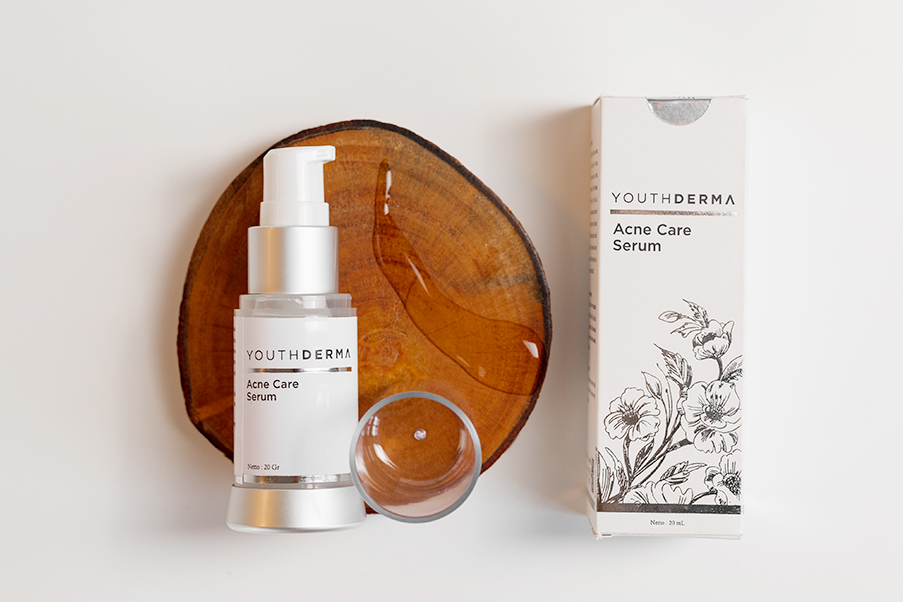 YOUTHDERMA
Acne Care
Serum
Netto : 20 Gr
YOUTHDERMA
Acne Care
Serum
Netto : 20 mL